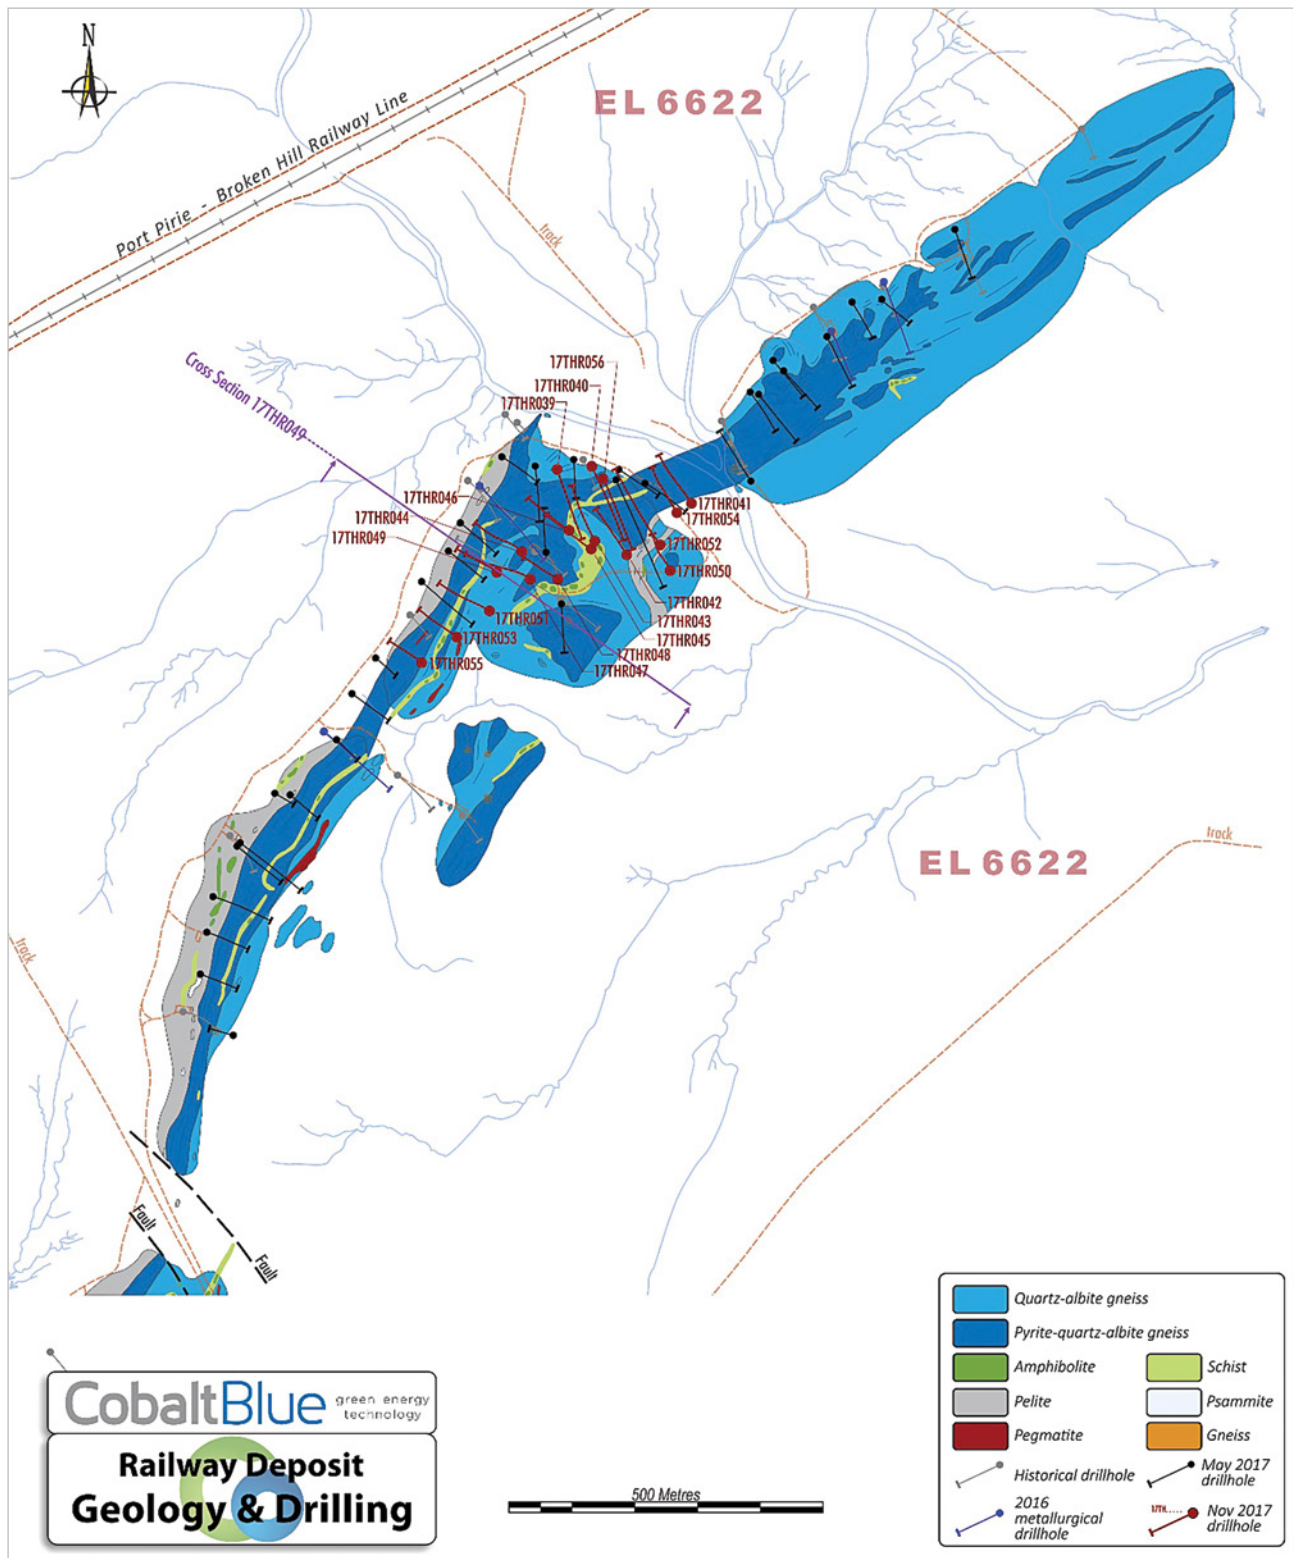 N
EL 6622
Port Pirie - Broken Hill Railway Line
track
Cross Section 17THR049
17THR056
17THR040
17THR039
17THR046
17THR044
17THR049
17THR041
17THR054
17THR052
17THR050
17THR042
17THR043
17THR045
17THR048
17THR047
17THR051
17THR053
17THR055
track
EL 6622
track
Fault
Fault
Quartz-albite gneiss
Pyrite-quartz-albite gneiss
Amphibolite
Schist
Pelite
Psammite
Pegmatite
Gneiss
Historical drillhole
May 2017
drillhole
2016
metallurgical
drillhole
17TH......
Nov 2017
drillhole
CobaltBlue
green energy
technology
Railway Deposit
Geology & Drilling
500 Metres